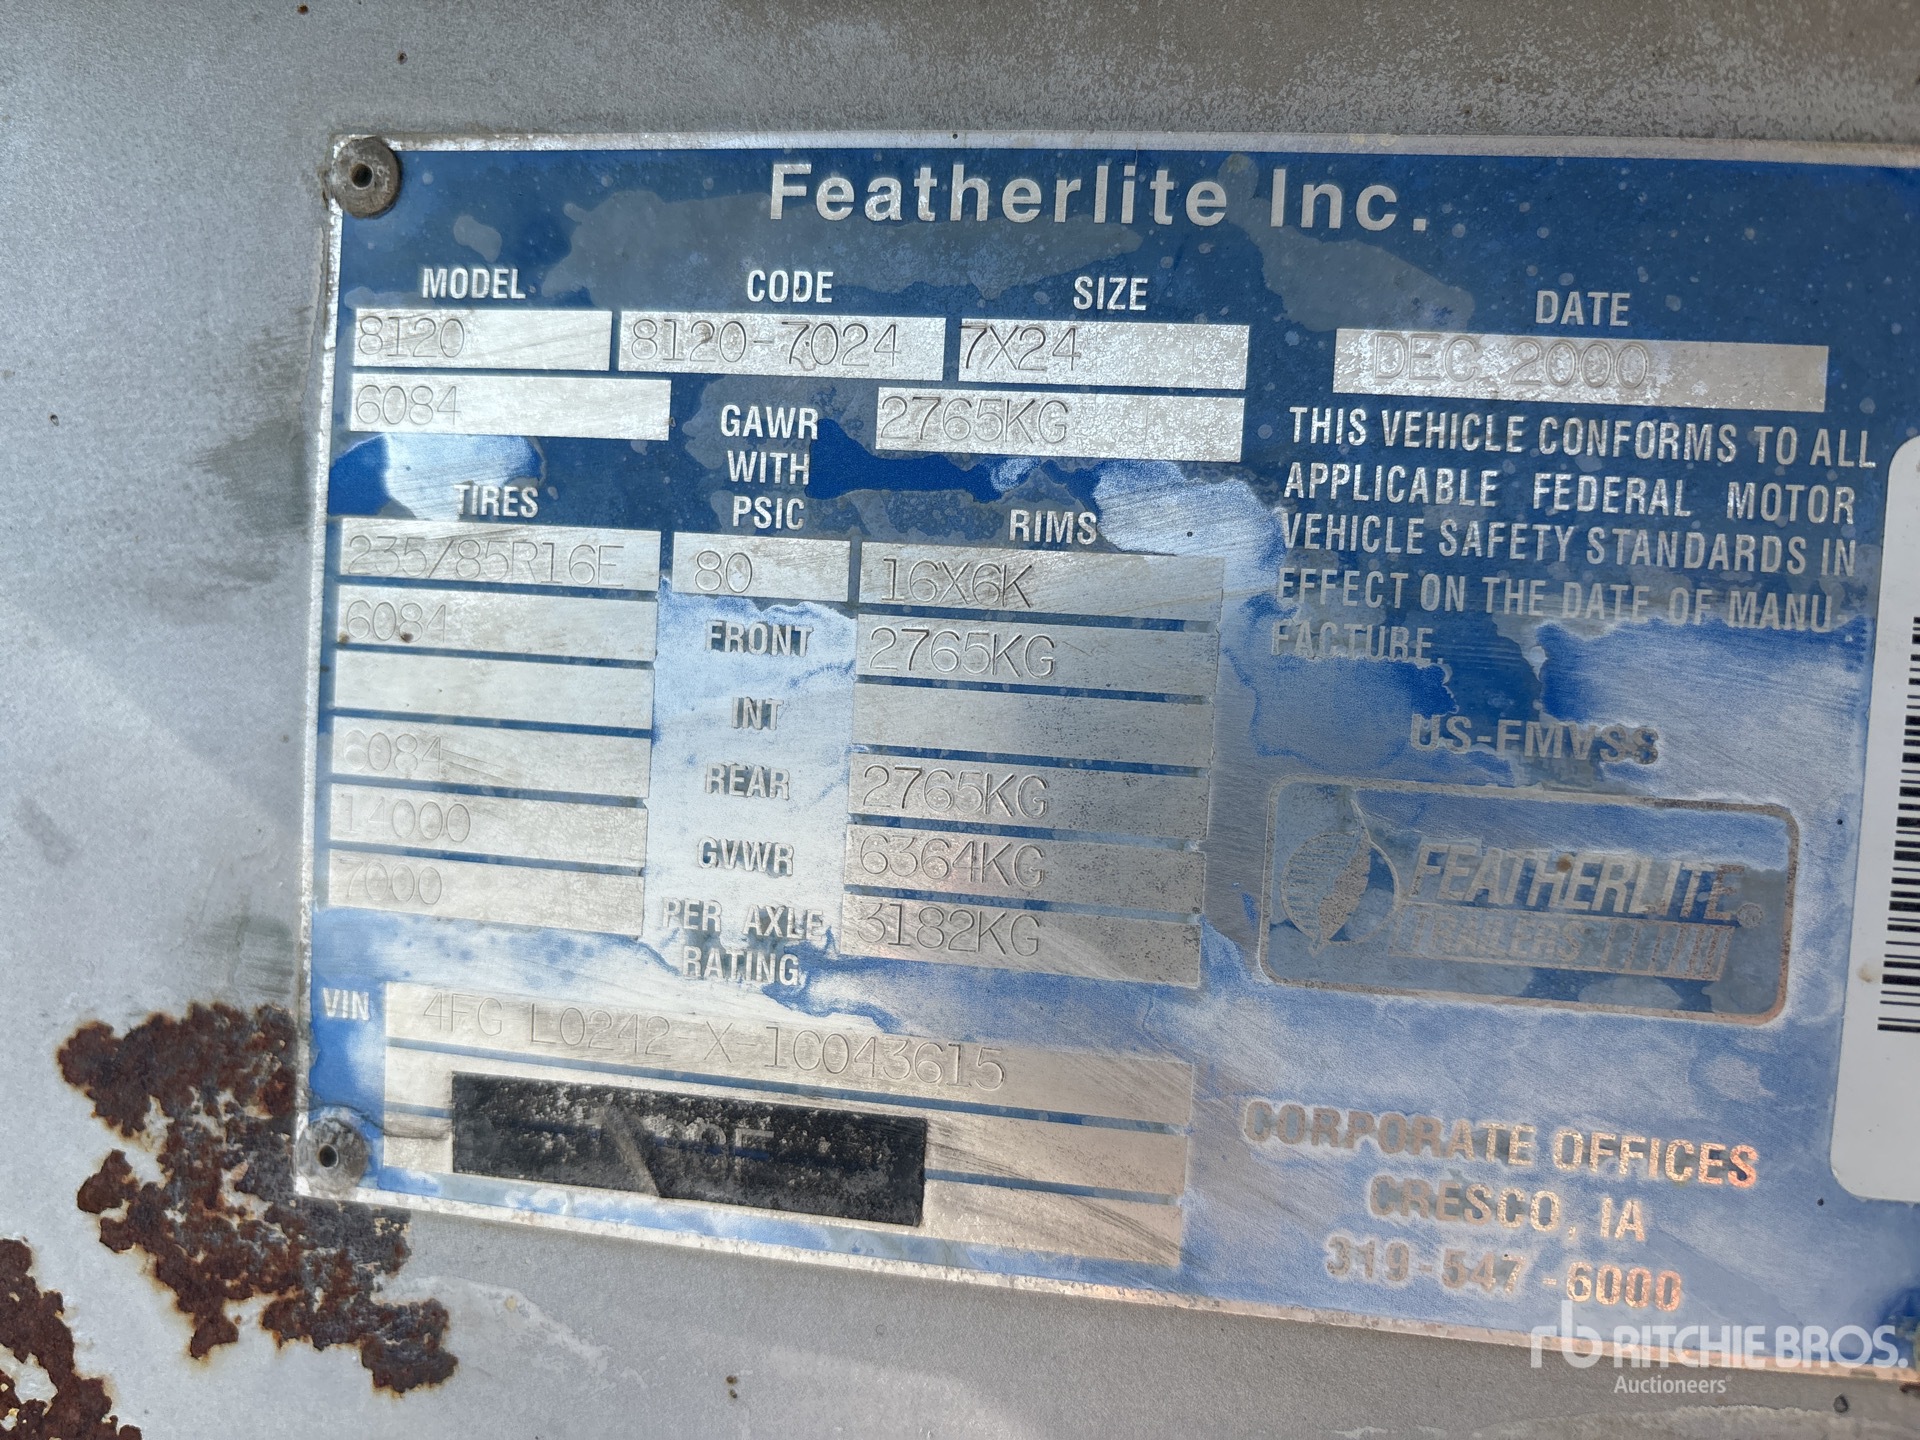 Featherlite Inc.
MODEL CODE SIZE DATE
8120 8120-7024 7X24 DEC 2000
6084 GAWR WITH PSIC 2765KG
THIS VEHICLE CONFORMS TO ALL
APPLICABLE FEDERAL MOTOR
VEHICLE SAFETY STANDARDS IN
EFFECT ON THE DATE OF MANU-
FACTURE.
TIRES RIMS
235/85R16E 80 16X6K
6084 FRONT 2765KG
INT
6084 REAR 2765KG
14000 GVWR 6364KG
7000 PER AXLE RATING 3182KG
US-FMVSS
FEATHERLITE®
TRAILERS
VIN 4FG L0242-X-1C043615
CORPORATE OFFICES
CRESCO, IA
319-547-6000
rb RITCHIE BROS.
Auctioneers